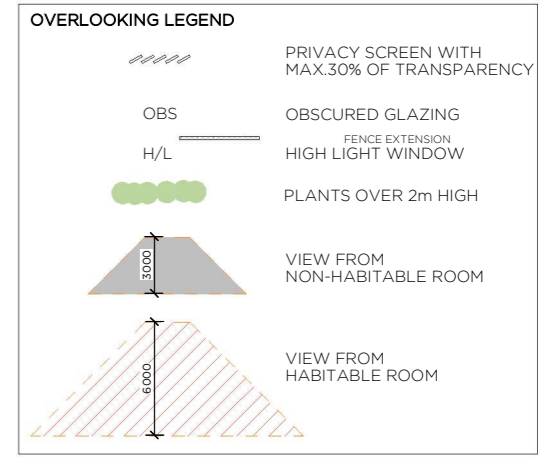 OVERLOOKING LEGEND
PRIVACY SCREEN WITH
MAX.30% OF TRANSPARENCY
OBS OBSCURED GLAZING
FENCE EXTENSION
H/L HIGH LIGHT WINDOW
PLANTS OVER 2m HIGH
3000
VIEW FROM
NON-HABITABLE ROOM
6000
VIEW FROM
HABITABLE ROOM